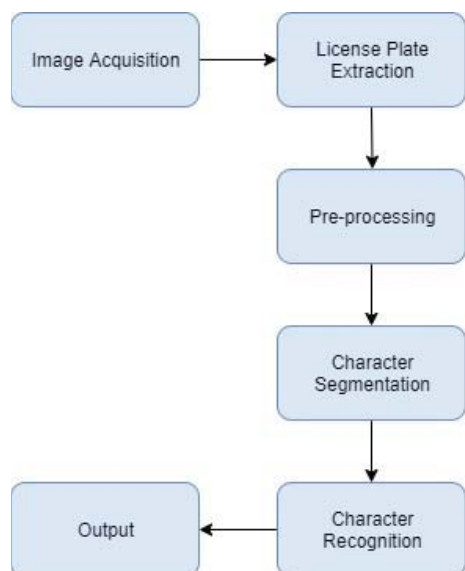 Image Acquisition
License Plate
Extraction
Pre-processing
Character
Segmentation
Character
Recognition
Output